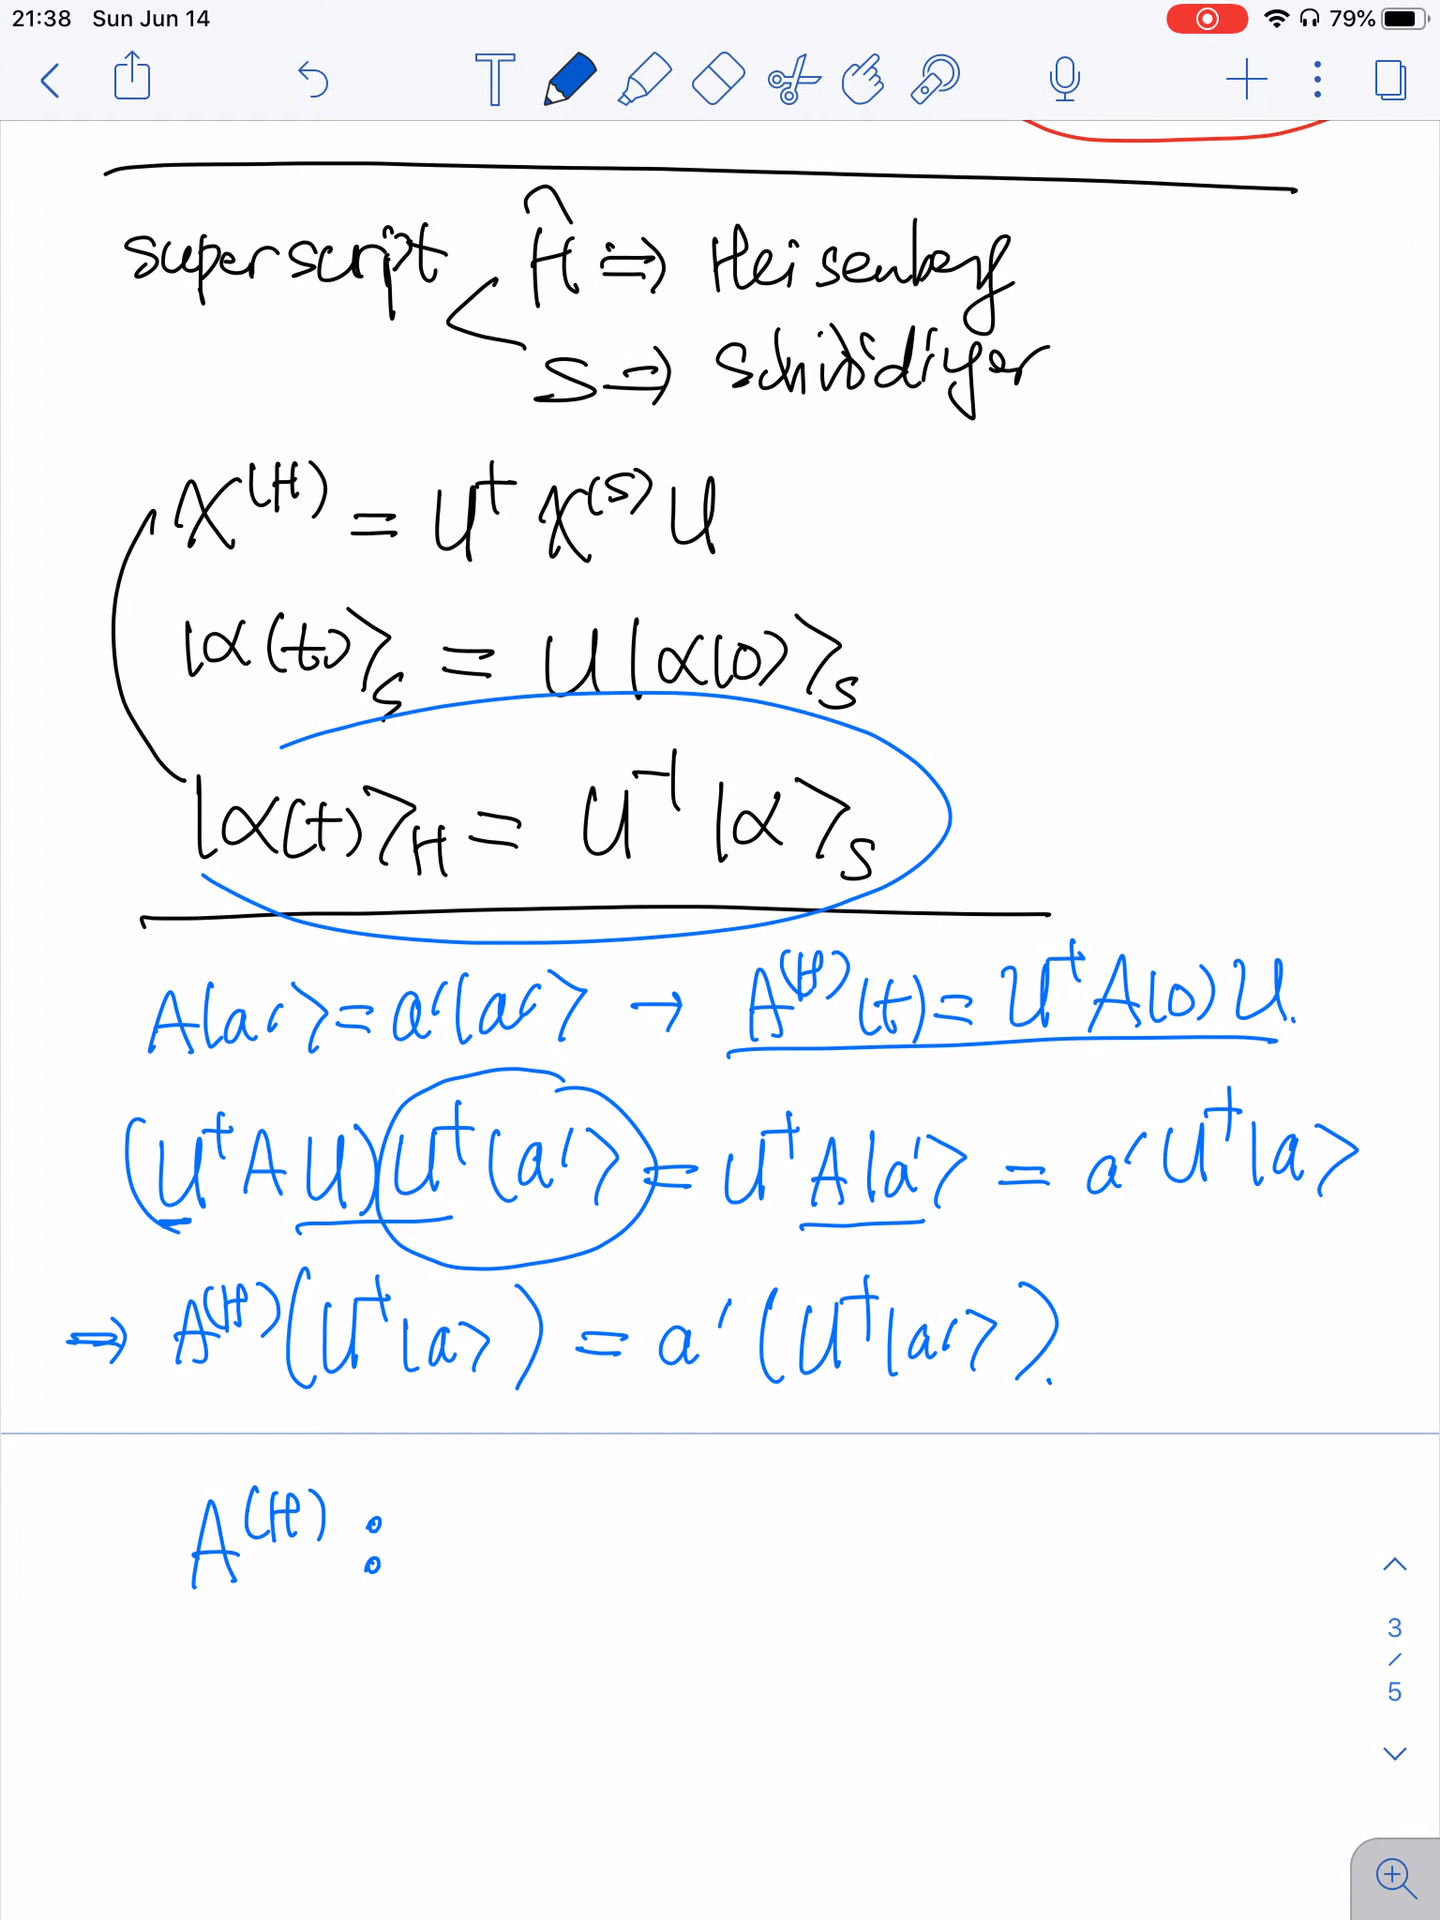 21:38 Sun Jun 14 79%
T
superscript Ĥ ⇒ Heisenberg
S ⇒ Schrödinger
X^(H) = U† X^(S) U
|α(t)⟩_S = U |α(0)⟩_S
|α(t)⟩_H = U⁻¹ |α⟩_S
A|a'⟩ = a'|a'⟩ → A^(H)(t) = U† A(0) U.
(U† A U) U† |a'⟩ = U† A |a'⟩ = a' U† |a⟩
⇒ A^(H) (U† |a⟩) = a' (U† |a'⟩).
A^(H) :
3
/
5